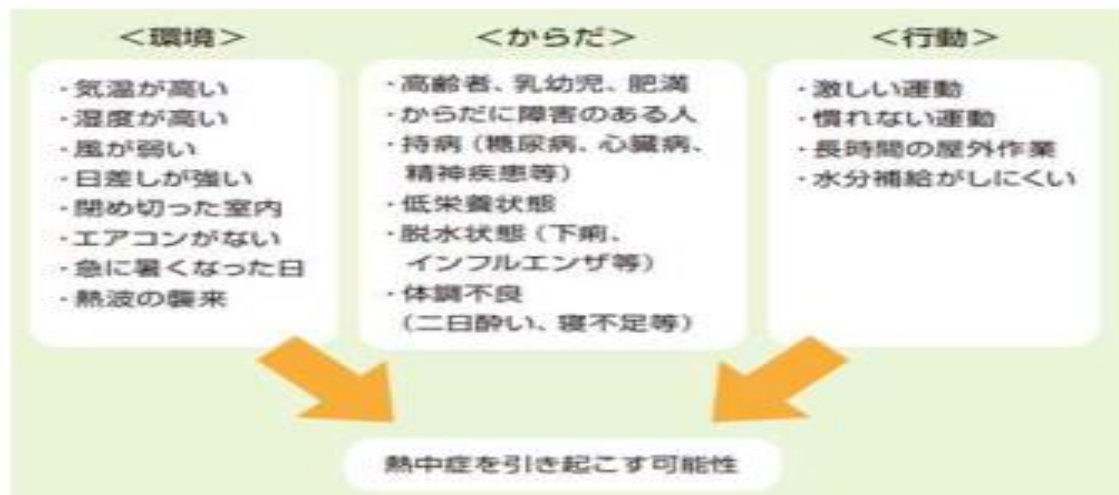 ＜環境＞
・気温が高い
・湿度が高い
・風が弱い
・日差しが強い
・閉め切った室内
・エアコンがない
・急に暑くなった日
・熱波の襲来
＜からだ＞
・高齢者、乳幼児、肥満
・からだに障害のある人
・持病（糖尿病、心臓病、
精神疾患等）
・低栄養状態
・脱水状態（下痢、
インフルエンザ等）
・体調不良
（二日酔い、寝不足等）
＜行動＞
・激しい運動
・慣れない運動
・長時間の屋外作業
・水分補給がしにくい
熱中症を引き起こす可能性